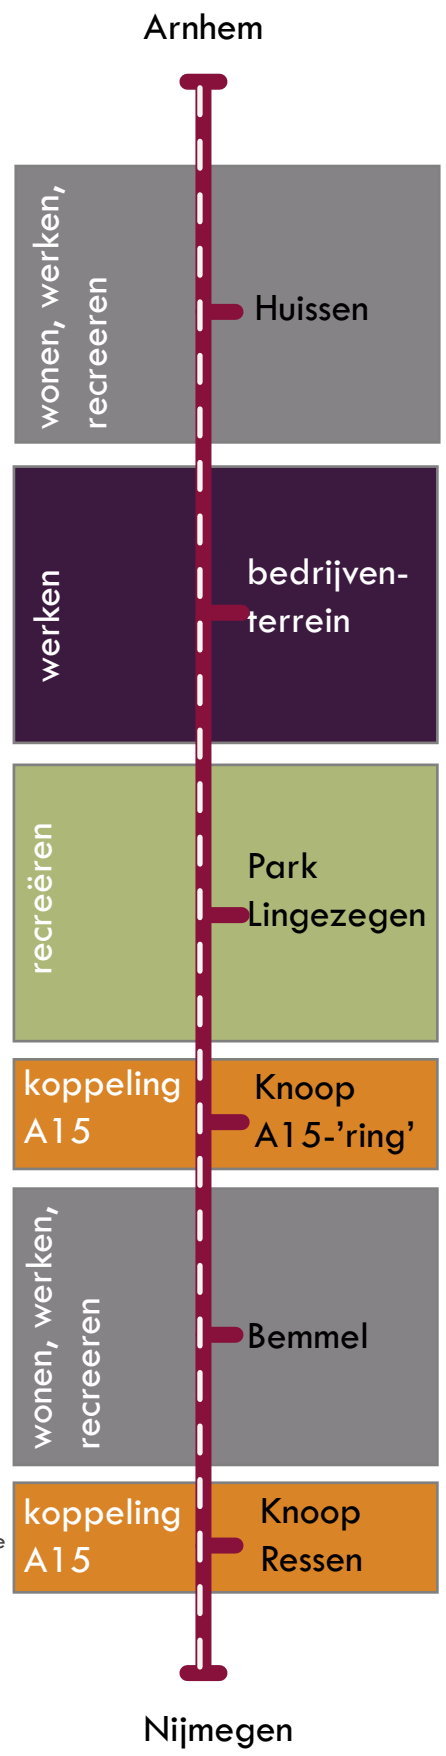 Arnhem
wonen, werken,
recreeren
Huissen
werken
bedrijven-
terrein
recreëren
Park
Lingezegen
koppeling
A15
Knoop
A15-’ring’
wonen, werken,
recreeren
Bemmel
koppeling
A15
Knoop
Ressen
e
Nijmegen